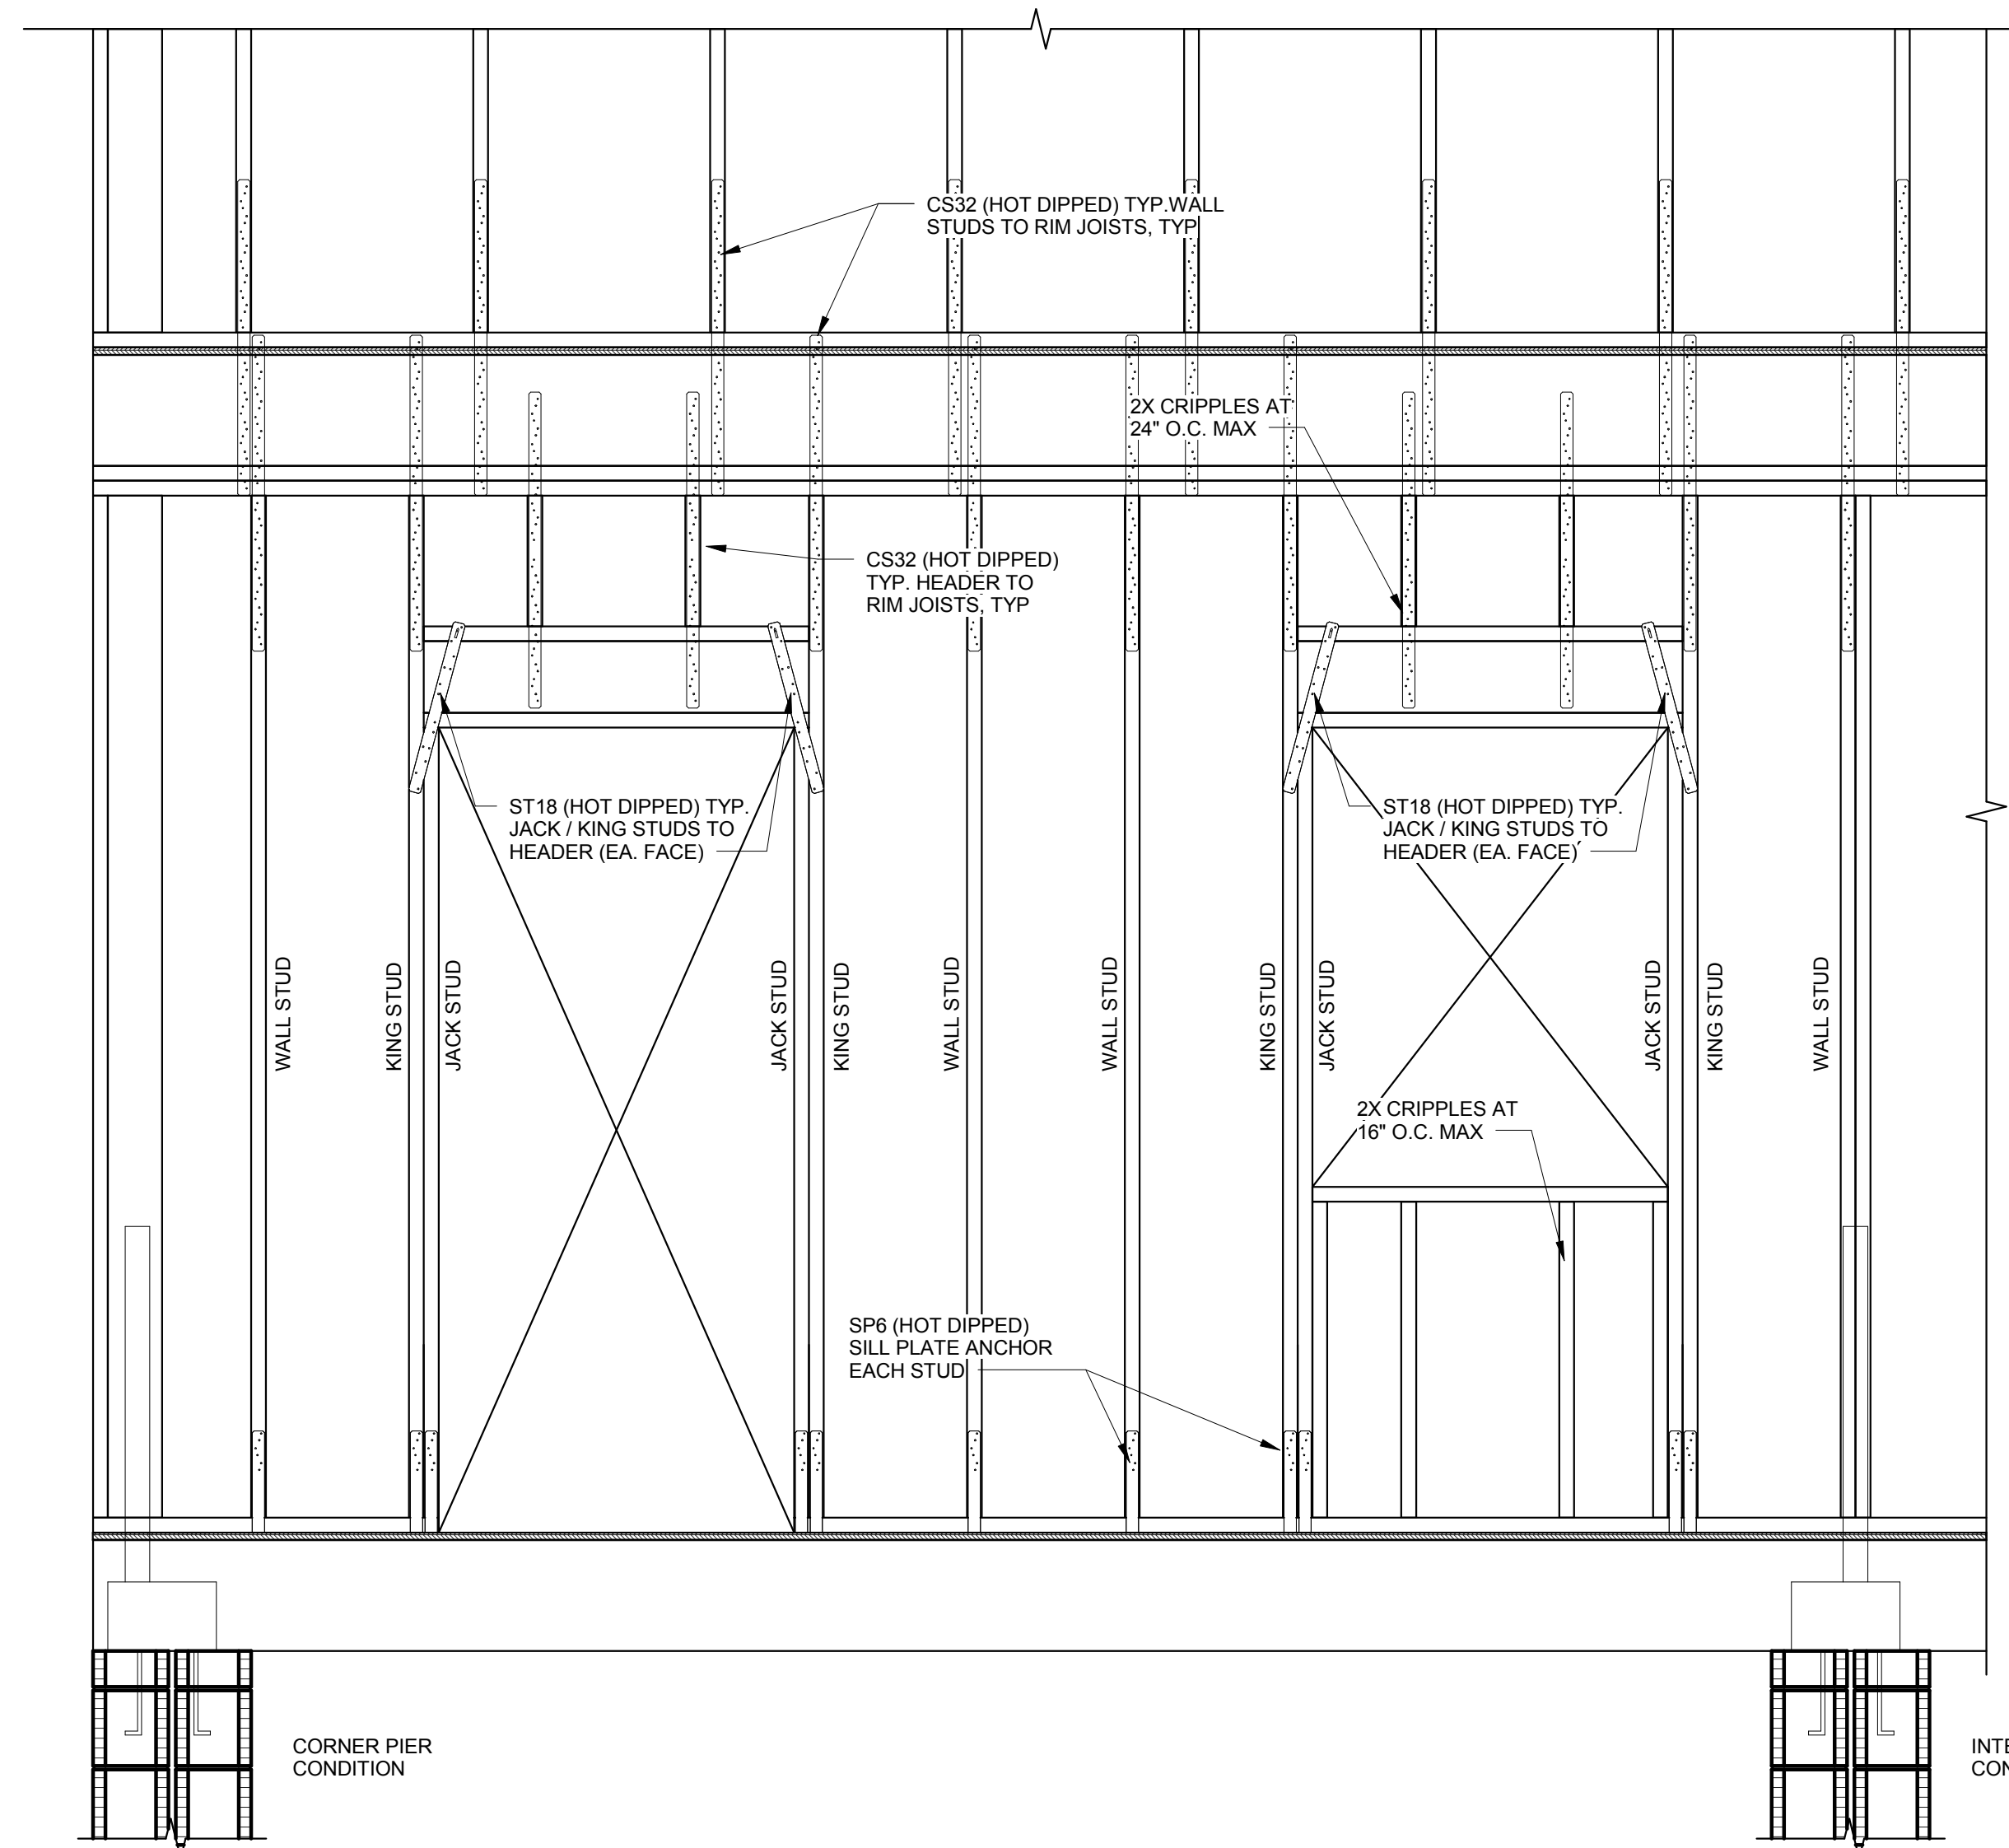 CS32 (HOT DIPPED) TYP.WALL
STUDS TO RIM JOISTS, TYP
2X CRIPPLES AT
24" O.C. MAX
CS32 (HOT DIPPED)
TYP. HEADER TO
RIM JOISTS, TYP
ST18 (HOT DIPPED) TYP.
JACK / KING STUDS TO
HEADER (EA. FACE)
ST18 (HOT DIPPED) TYP.
JACK / KING STUDS TO
HEADER (EA. FACE)
WALL STUD
KING STUD
JACK STUD
JACK STUD
KING STUD
WALL STUD
WALL STUD
KING STUD
JACK STUD
JACK STUD
KING STUD
WALL STUD
2X CRIPPLES AT
16" O.C. MAX
SP6 (HOT DIPPED)
SILL PLATE ANCHOR
EACH STUD
CORNER PIER
CONDITION